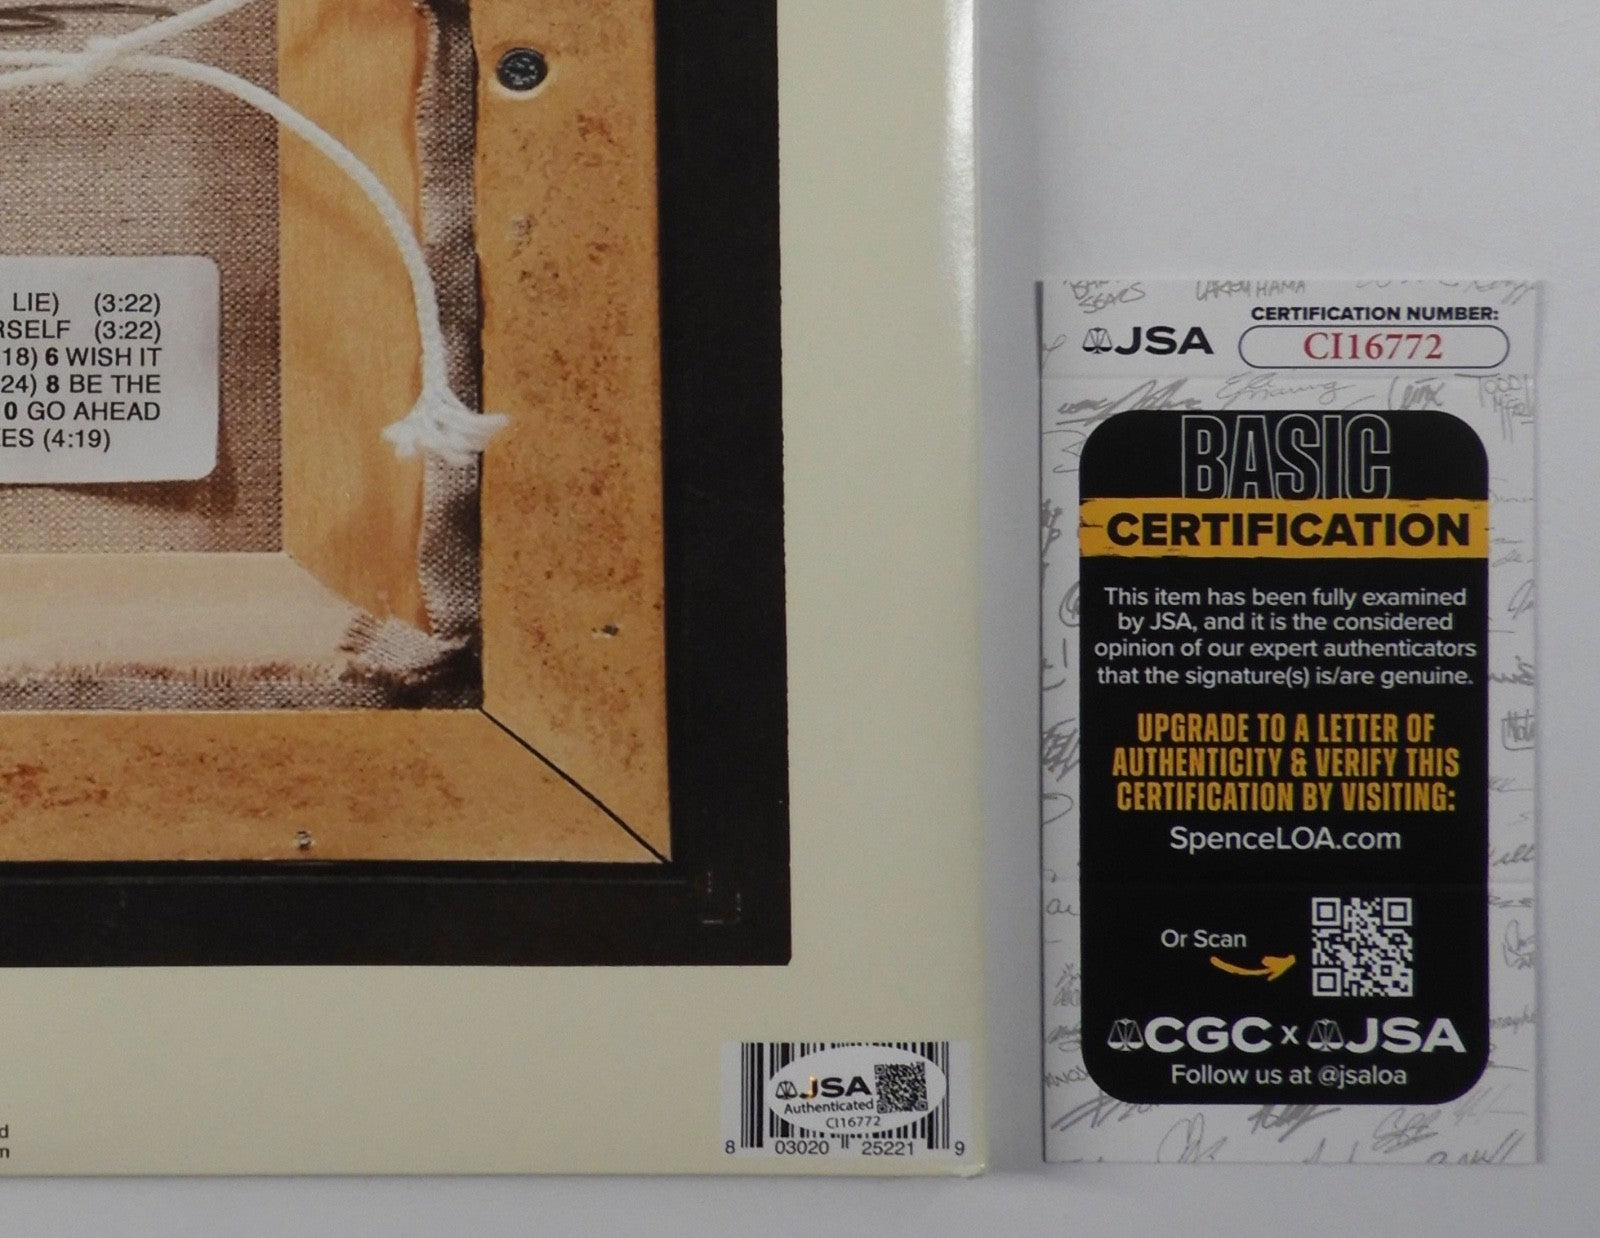 LIE) (3:22)
RSELF (3:22)
18) 6 WISH IT
24) 8 BE THE
0 GO AHEAD
ES (4:19)
JSA
CERTIFICATION NUMBER:
CI16772
BASIC
CERTIFICATION
This item has been fully examined
by JSA, and it is the considered
opinion of our expert authenticators
that the signature(s) is/are genuine.
UPGRADE TO A LETTER OF
AUTHENTICITY & VERIFY THIS
CERTIFICATION BY VISITING:
SpenceLOA.com
Or Scan
CGC x JSA
Follow us at @jsaloa
JSA
Authenticated
CI16772
8 03020 25221 9
d
n